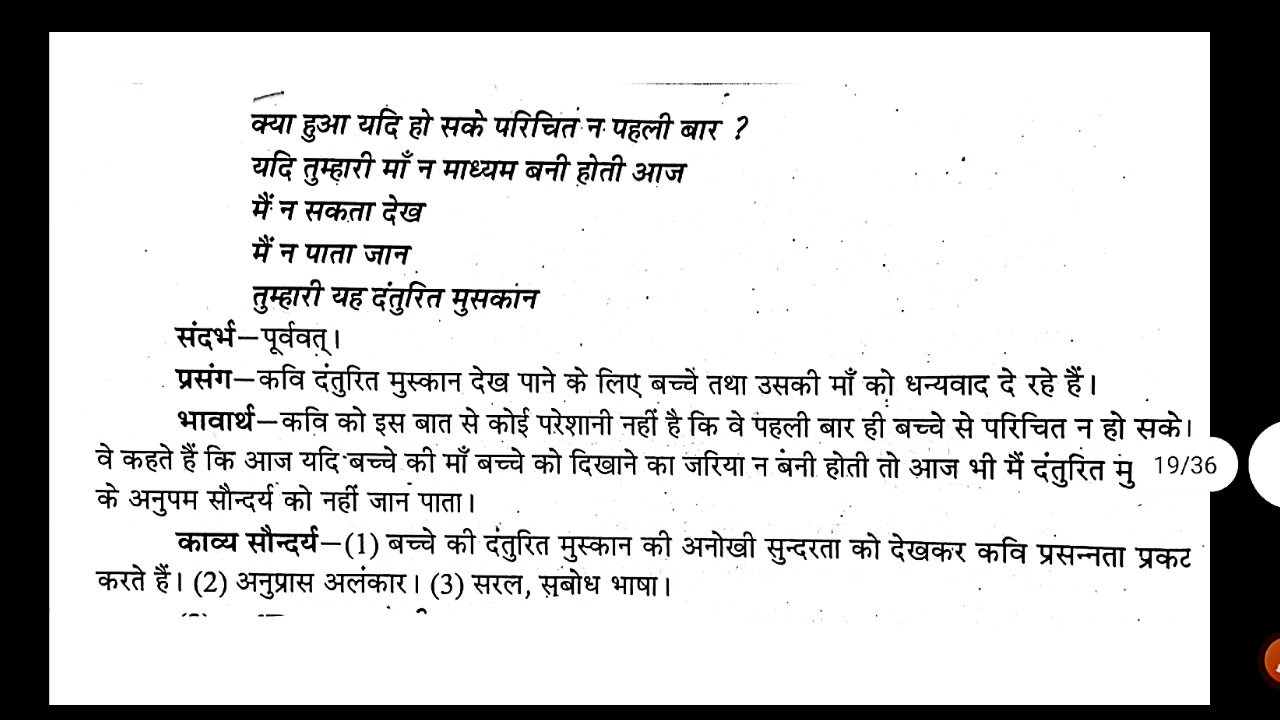 क्या हुआ यदि हो सके परिचित न पहली बार ?
यदि तुम्हारी माँ न माध्यम बनी होती आज
मैं न सकता देख
मैं न पाता जान
तुम्हारी यह दंतुरित मुसकान
संदर्भ–पूर्ववत्।
प्रसंग–कवि दंतुरित मुस्कान देख पाने के लिए बच्चे तथा उसकी माँ को धन्यवाद दे रहे हैं।
भावार्थ–कवि को इस बात से कोई परेशानी नहीं है कि वे पहली बार ही बच्चे से परिचित न हो सके।
वे कहते हैं कि आज यदि बच्चे की माँ बच्चे को दिखाने का जरिया न बनी होती तो आज भी मैं दंतुरित मु 19/36
के अनुपम सौन्दर्य को नहीं जान पाता।
काव्य सौन्दर्य–(1) बच्चे की दंतुरित मुस्कान की अनोखी सुन्दरता को देखकर कवि प्रसन्नता प्रकट
करते हैं। (2) अनुप्रास अलंकार। (3) सरल, सुबोध भाषा।